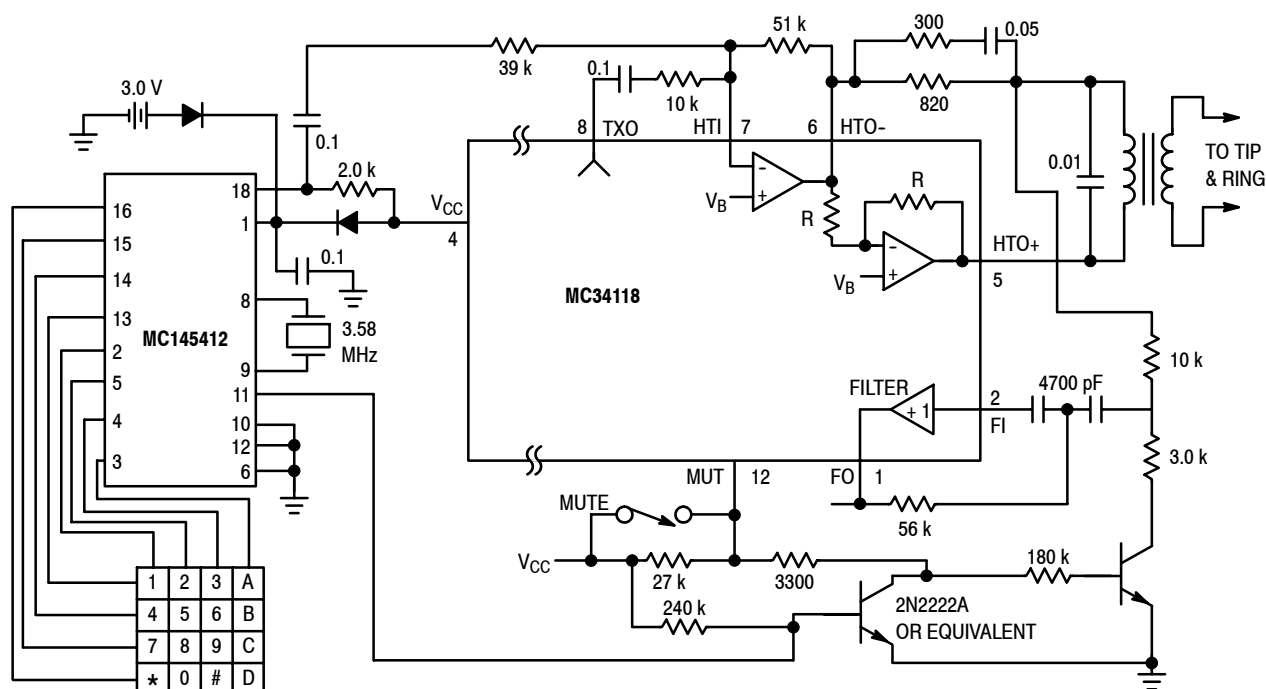 51 k
300
0.05
39 k
0.1
10 k
820
3.0 V
0.1
8 TXO
HTI 7
6 HTO-
0.01
TO TIP
& RING
2.0 k
18
16
VCC
4
1
VB
R
R
15
14
0.1
HTO+
5
VB
MC34118
8
13
3.58
MHz
MC145412
2
10 k
9
5
11
FILTER
+ 1
2
FI
4700 pF
4
10
12
3
6
3.0 k
MUT 12
FO 1
MUTE
56 k
VCC
27 k
3300
180 k
240 k
2N2222A
OR EQUIVALENT
1 2 3 A
4 5 6 B
7 8 9 C
* 0 # D